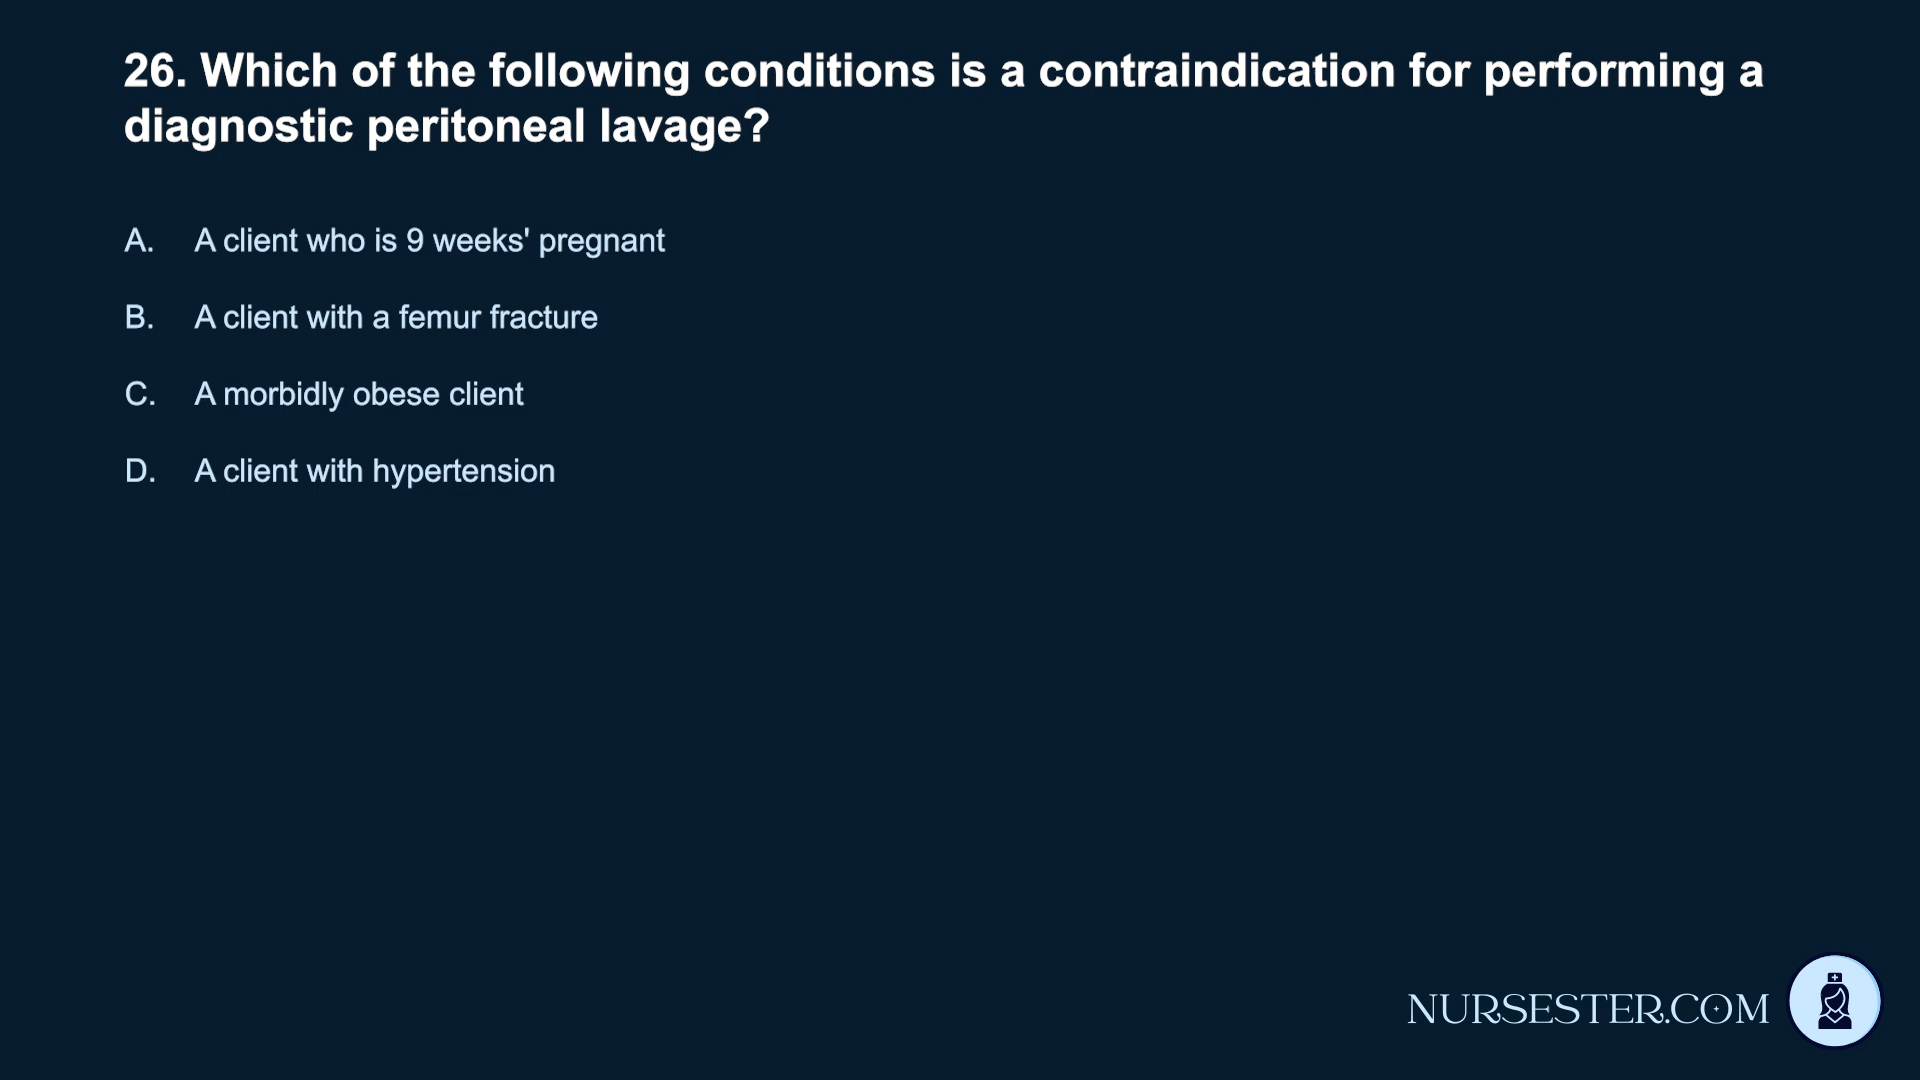 26. Which of the following conditions is a contraindication for performing a
diagnostic peritoneal lavage?
A. A client who is 9 weeks' pregnant
B. A client with a femur fracture
C. A morbidly obese client
D. A client with hypertension
NURSESTER.COM